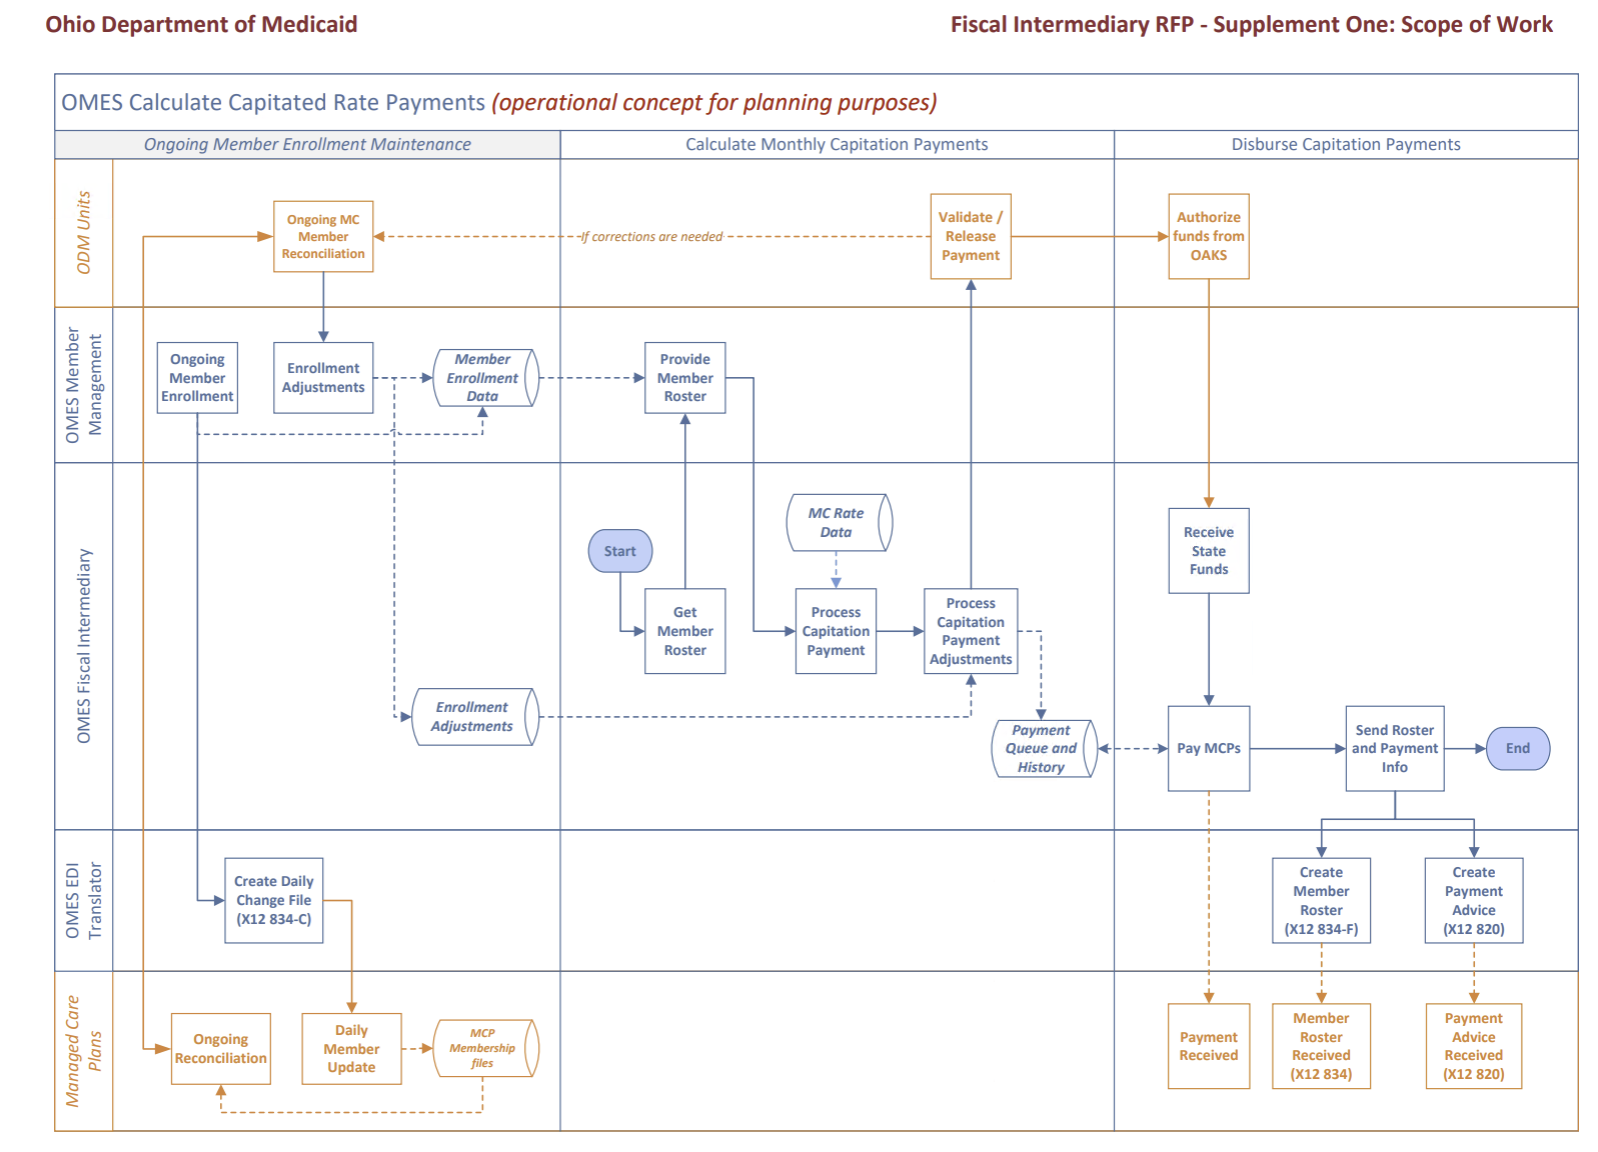 Ohio Department of Medicaid
Fiscal Intermediary RFP - Supplement One: Scope of Work
OMES Calculate Capitated Rate Payments (operational concept for planning purposes)
Ongoing Member Enrollment Maintenance
Calculate Monthly Capitation Payments
Disburse Capitation Payments
ODM Units
Ongoing MC
Member
Reconciliation
If corrections are needed
Validate /
Release
Payment
Authorize
funds from
OAKS
OMES Member
Management
Ongoing
Member
Enrollment
Enrollment
Adjustments
Member
Enrollment
Data
Provide
Member
Roster
OMES Fiscal Intermediary
Start
Get
Member
Roster
MC Rate
Data
Process
Capitation
Payment
Process
Capitation
Payment
Adjustments
Enrollment
Adjustments
Payment
Queue and
History
Receive
State
Funds
Pay MCPs
Send Roster
and Payment
Info
End
OMES EDI
Translator
Create Daily
Change File
(X12 834-C)
Create
Member
Roster
(X12 834-F)
Create
Payment
Advice
(X12 820)
Managed Care
Plans
Ongoing
Reconciliation
Daily
Member
Update
MCP
Membership
files
Payment
Received
Member
Roster
Received
(X12 834)
Payment
Advice
Received
(X12 820)